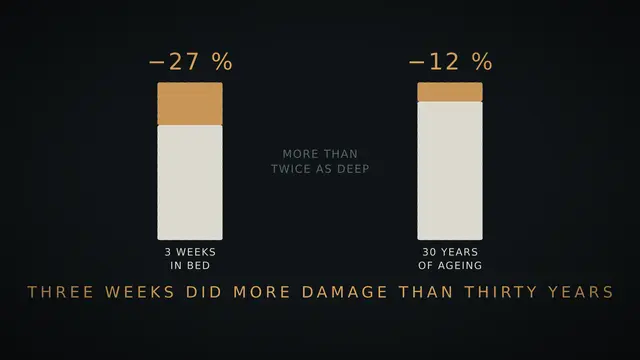 −27 %
−12 %
MORE THAN
TWICE AS DEEP
3 WEEKS
IN BED
30 YEARS
OF AGEING
THREE WEEKS DID MORE DAMAGE THAN THIRTY YEARS